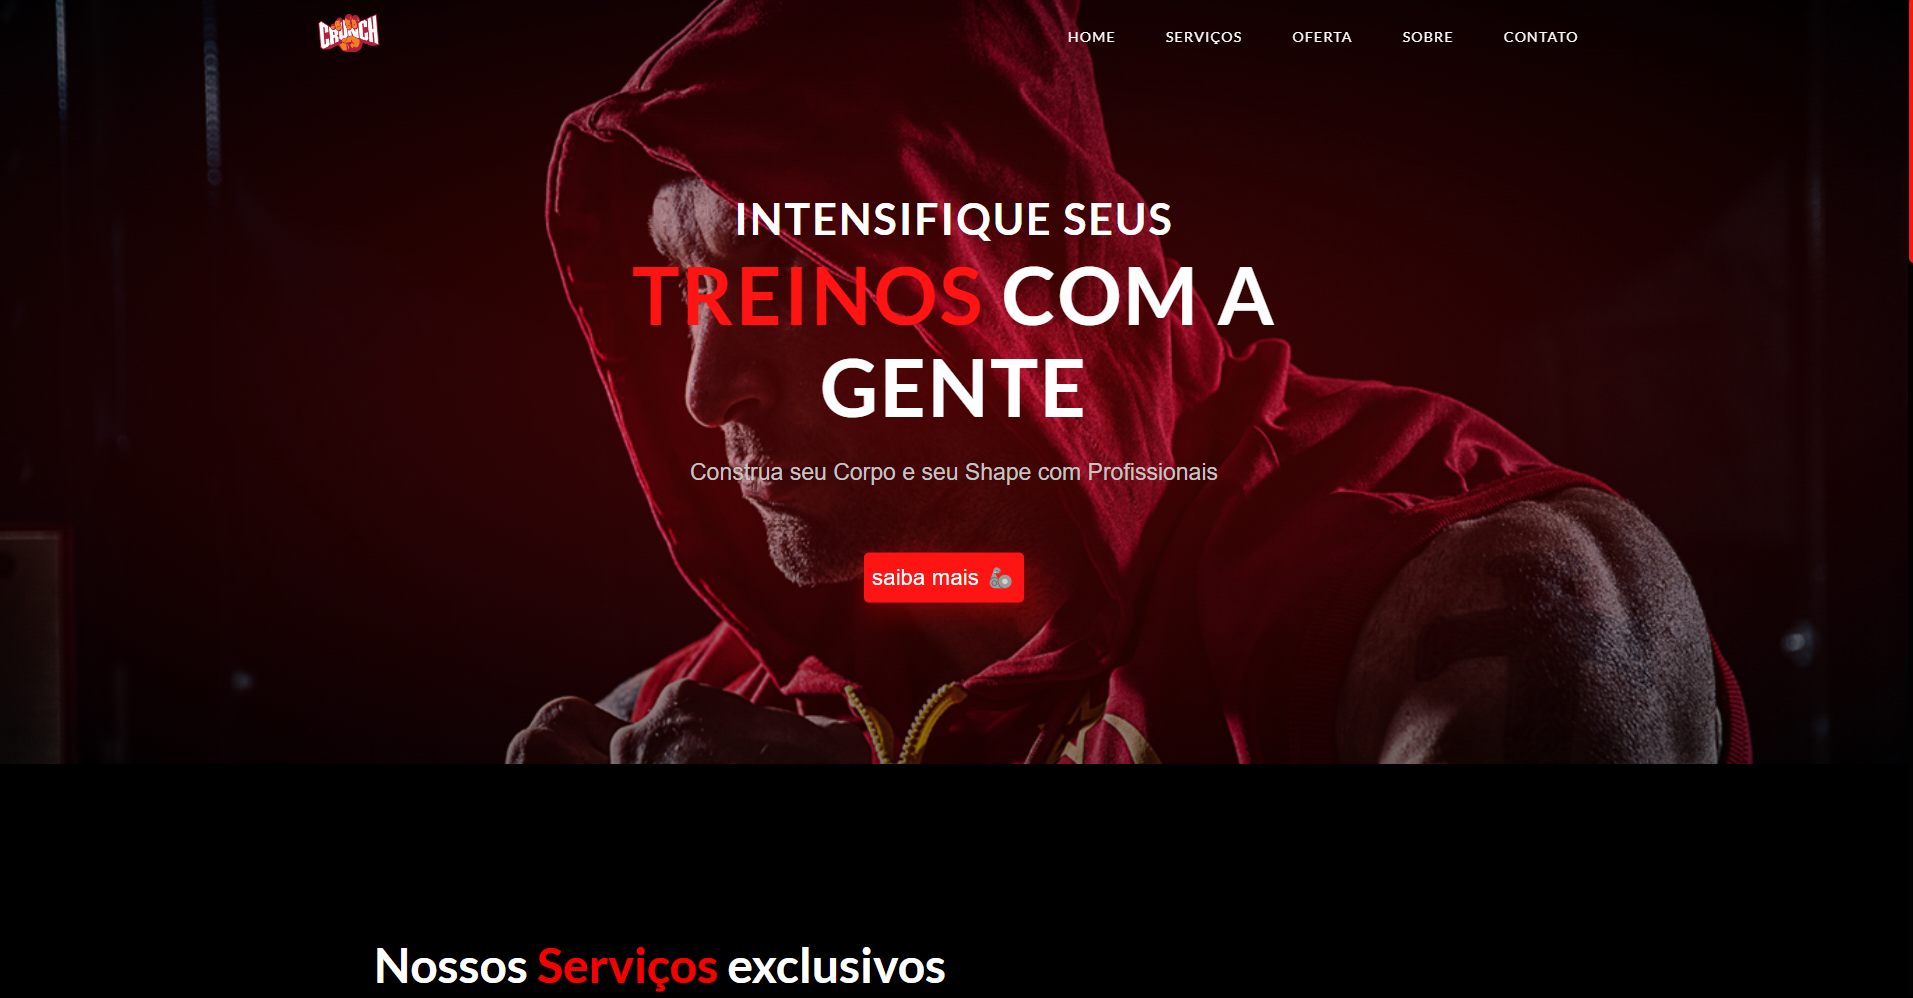 CRUNCH
HOME SERVIÇOS OFERTA SOBRE CONTATO
INTENSIFIQUE SEUS
TREINOS COM A
GENTE
Construa seu Corpo e seu Shape com Profissionais
saiba mais 🦾
Nossos Serviços exclusivos